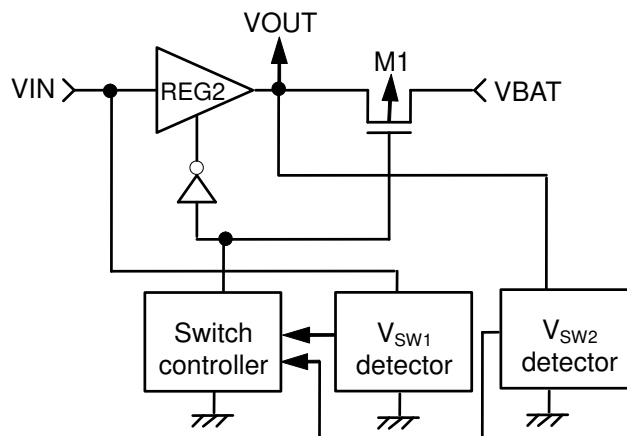 VOUT
M1
VIN
REG2
VBAT
Switch
controller
VSW1
detector
VSW2
detector